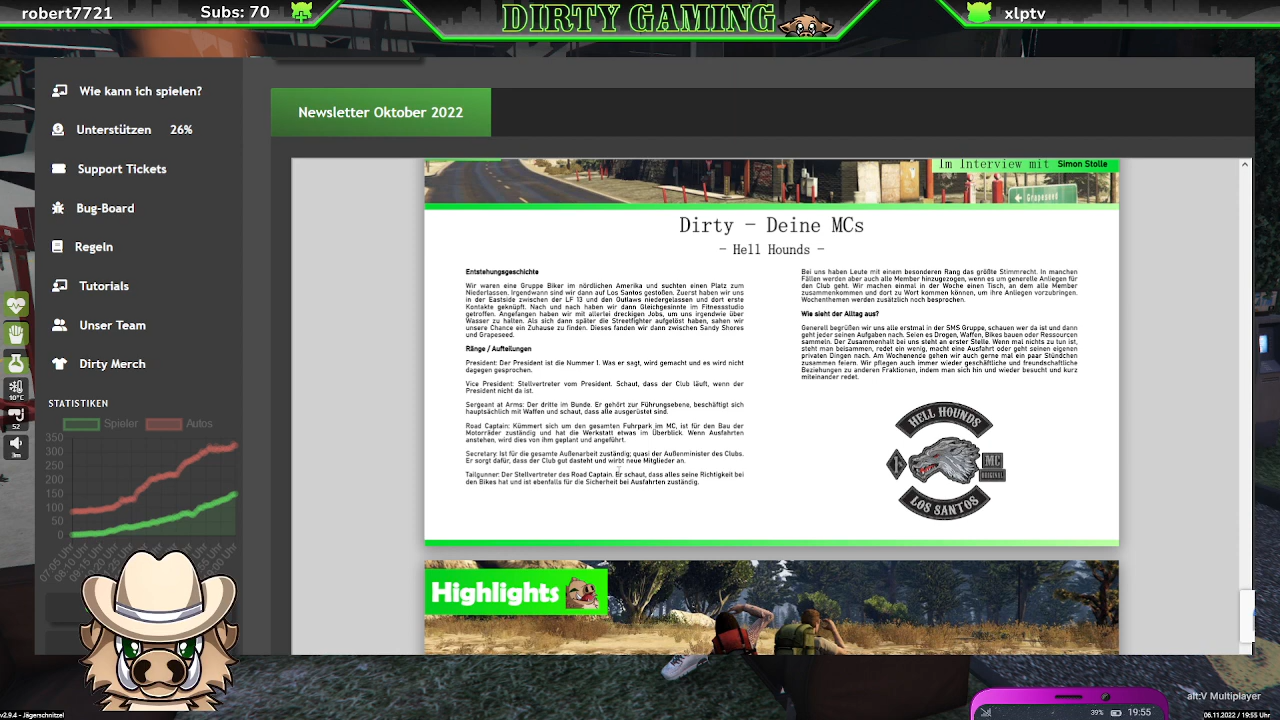 robert7721
Subs: 70
DIRTY GAMING
xlptv
Wie kann ich spielen?
Unterstützen 26%
Support Tickets
Bug-Board
Regeln
Tutorials
Unser Team
Dirty Merch
STATISTIKEN
Spieler Autos
350
300
250
200
150
100
50
0
Newsletter Oktober 2022
Im Interview mit Simon Stolle
Grapeseed
Dirty - Deine MCs
- Hell Hounds -
Entstehungsgeschichte
Wir waren eine Gruppe Biker im nördlichen Amerika und suchten einen Platz zum
Niederlassen. Irgendwann sind wir dann auf Los Santos gestoßen. Zuerst haben wir uns
in der Eastside zwischen der LF 13 und den Outlaws niedergelassen und dort erste
Kontakte geknüpft. Nach und nach haben wir dann Gleichgesinnte im Fitnessstudio
getroffen. Angefangen haben wir mit allerlei dreckigen Jobs, um uns irgendwie über
Wasser zu halten. Als sich dann später die Streetfighter aufgelöst haben, sahen wir
unsere Chance ein Zuhause zu finden. Dieses fanden wir dann zwischen Sandy Shores
und Grapeseed.
Ränge / Aufteilungen
President: Der President ist die Nummer 1. Was er sagt, wird gemacht und es wird nicht
dagegen gesprochen.
Vice President: Stellvertreter vom President. Schaut, dass der Club läuft, wenn der
President nicht da ist.
Sergeant at Arms: Der dritte im Bunde. Er gehört zur Führungsebene, beschäftigt sich
hauptsächlich mit Waffen und schaut, dass alle ausgerüstet sind.
Road Captain: Kümmert sich um den gesamten Fuhrpark im MC, ist für den Bau der
Motorräder zuständig und hat die Werkstatt etwas im Überblick. Wenn Ausfahrten
anstehen, wird dies von ihm geplant und angeführt.
Secretary: Ist für die gesamte Außenarbeit zuständig; quasi der Außenminister des Clubs.
Er sorgt dafür, dass der Club gut dasteht und wirbt neue Mitglieder an.
Tailgunner: Der Stellvertreter des Road Captain. Er schaut, dass alles seine Richtigkeit bei
den Bikes hat und ist ebenfalls für die Sicherheit bei Ausfahrten zuständig.
Bei uns haben Leute mit einem besonderen Rang das größte Stimmrecht. In manchen
Fällen werden aber auch alle Member hinzugezogen, wenn es um generelle Anliegen für
den Club geht. Wir machen einmal in der Woche einen Tisch, an dem alle Member
zusammenkommen und dort zu Wort kommen können, um ihre Anliegen vorzubringen.
Wochenthemen werden zusätzlich noch besprochen.
Wie sieht der Alltag aus?
Generell begrüßen wir uns alle erstmal in der SMS Gruppe, schauen wer da ist und dann
geht jeder seinen Aufgaben nach. Seien es Drogen, Waffen, Bikes bauen oder Ressourcen
sammeln. Der Zusammenhalt bei uns steht an erster Stelle. Wenn mal nichts zu tun ist,
steht man beisammen, redet ein wenig, macht eine Ausfahrt oder geht seinen eigenen
privaten Dingen nach. Am Wochenende gehen wir auch gerne mal ein paar Stündchen
zusammen feiern. Wir pflegen auch immer wieder geschäftliche und freundschaftliche
Beziehungen zu anderen Fraktionen, indem man sich hin und wieder besucht und kurz
miteinander redet.
HELL HOUNDS
MC
ORIGINAL
LOS SANTOS
Highlights
52
v2.9.4 - Jägerschnitzel
39% 19:55
alt:V Multiplayer
06.11.2022 / 19:55 Uhr